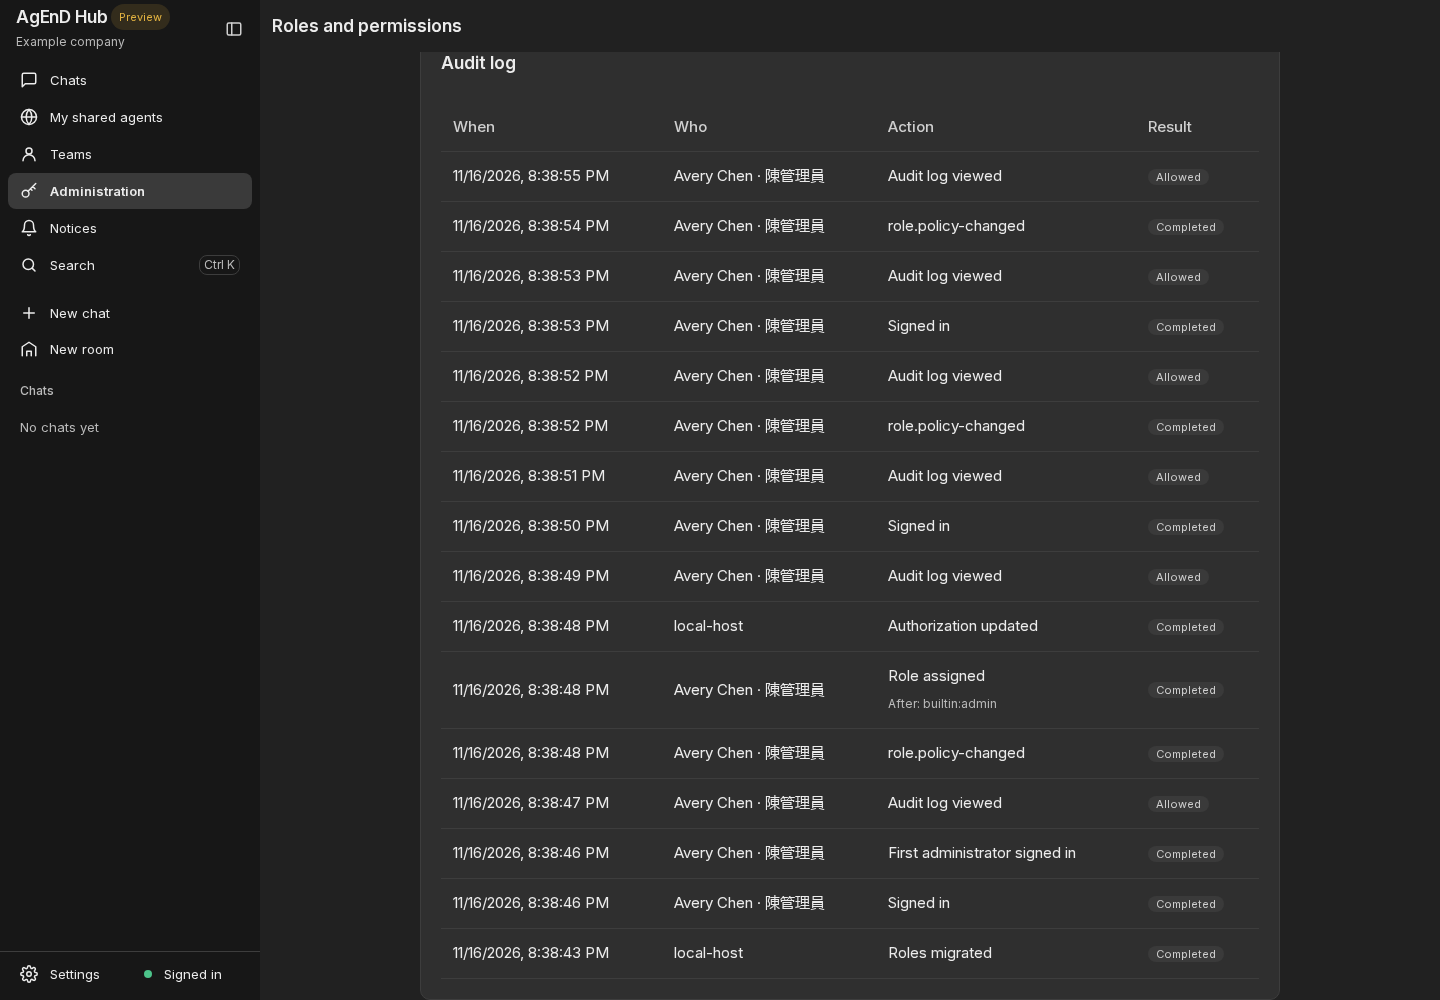 AgEnD Hub Preview
Example company
Chats
My shared agents
Teams
Administration
Notices
Search Ctrl K
New chat
New room
Chats
No chats yet
Settings Signed in
Roles and permissions
Audit log
When Who Action Result
11/16/2026, 8:38:55 PM Avery Chen · 陳管理員 Audit log viewed Allowed
11/16/2026, 8:38:54 PM Avery Chen · 陳管理員 role.policy-changed Completed
11/16/2026, 8:38:53 PM Avery Chen · 陳管理員 Audit log viewed Allowed
11/16/2026, 8:38:53 PM Avery Chen · 陳管理員 Signed in Completed
11/16/2026, 8:38:52 PM Avery Chen · 陳管理員 Audit log viewed Allowed
11/16/2026, 8:38:52 PM Avery Chen · 陳管理員 role.policy-changed Completed
11/16/2026, 8:38:51 PM Avery Chen · 陳管理員 Audit log viewed Allowed
11/16/2026, 8:38:50 PM Avery Chen · 陳管理員 Signed in Completed
11/16/2026, 8:38:49 PM Avery Chen · 陳管理員 Audit log viewed Allowed
11/16/2026, 8:38:48 PM local-host Authorization updated Completed
11/16/2026, 8:38:48 PM Avery Chen · 陳管理員 Role assigned Completed
After: builtin:admin
11/16/2026, 8:38:48 PM Avery Chen · 陳管理員 role.policy-changed Completed
11/16/2026, 8:38:47 PM Avery Chen · 陳管理員 Audit log viewed Allowed
11/16/2026, 8:38:46 PM Avery Chen · 陳管理員 First administrator signed in Completed
11/16/2026, 8:38:46 PM Avery Chen · 陳管理員 Signed in Completed
11/16/2026, 8:38:43 PM local-host Roles migrated Completed